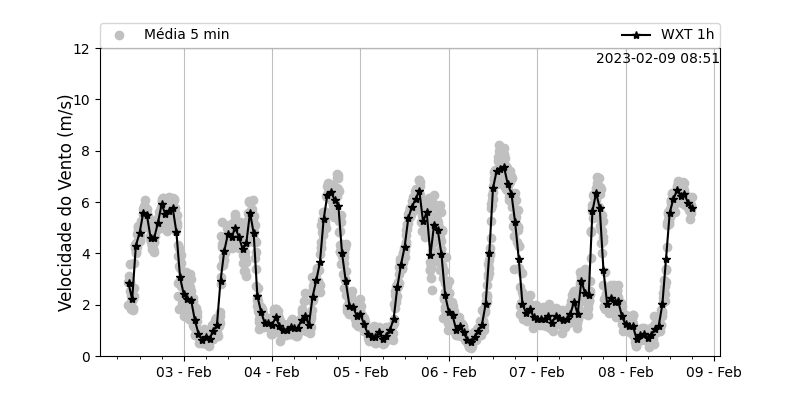 Média 5 min
WXT 1h
2023-02-09 08:51
Velocidade do Vento (m/s)
12
10
8
6
4
2
0
03 - Feb
04 - Feb
05 - Feb
06 - Feb
07 - Feb
08 - Feb
09 - Feb